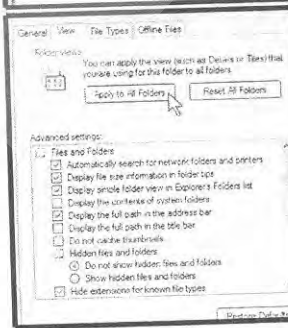 General View File Types Offline Files
Folder views
You can apply the view (such as Details or Tiles) that
you are using for this folder to all folders.
Apply to All Folders Reset All Folders
Advanced settings:
Files and Folders
Automatically search for network folders and printers
Display file size information in folder tips
Display simple folder view in Explorer's Folders list
Display the contents of system folders
Display the full path in the address bar
Display the full path in the title bar
Do not cache thumbnails
Hidden files and folders
Do not show hidden files and folders
Show hidden files and folders
Hide extensions for known file types
Restore Defa